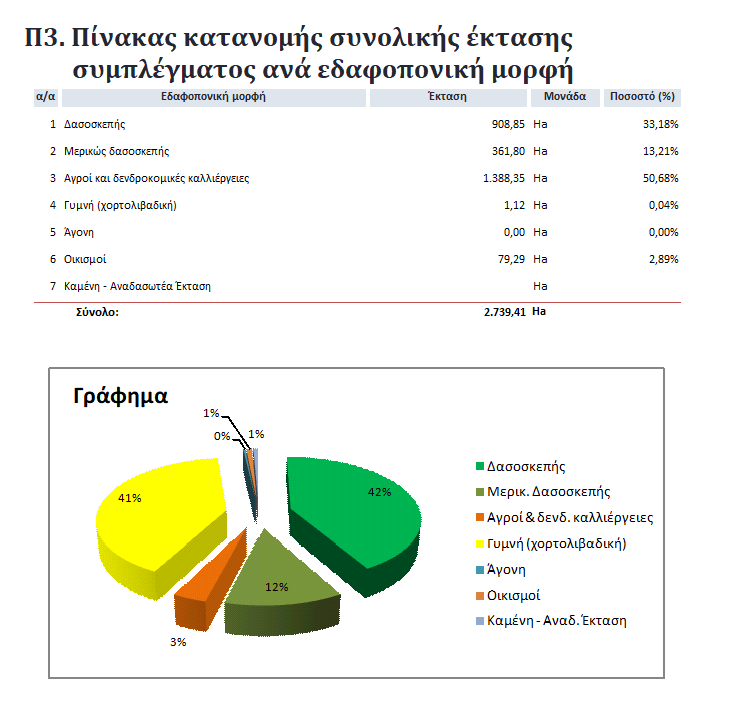 Π3. Πίνακας κατανομής συνολικής έκτασης
συμπλέγματος ανά εδαφοπονική μορφή
α/α Εδαφοπονική μορφή Έκταση Μονάδα Ποσοστό (%)
1 Δασοσκεπής 908,85 Ha 33,18%
2 Μερικώς δασοσκεπής 361,80 Ha 13,21%
3 Αγροί και δενδροκομικές καλλιέργειες 1.388,35 Ha 50,68%
4 Γυμνή (χορτολιβαδική) 1,12 Ha 0,04%
5 Άγονη 0,00 Ha 0,00%
6 Οικισμοί 79,29 Ha 2,89%
7 Καμένη - Αναδασωτέα Έκταση Ha
Σύνολο: 2.739,41 Ha
Γράφημα
1%
0% 1%
41%
42%
12%
3%
Δασοσκεπής
Μερικ. Δασοσκεπής
Αγροί & δενδ. καλλιέργειες
Γυμνή (χορτολιβαδική)
Άγονη
Οικισμοί
Καμένη - Αναδ. Έκταση